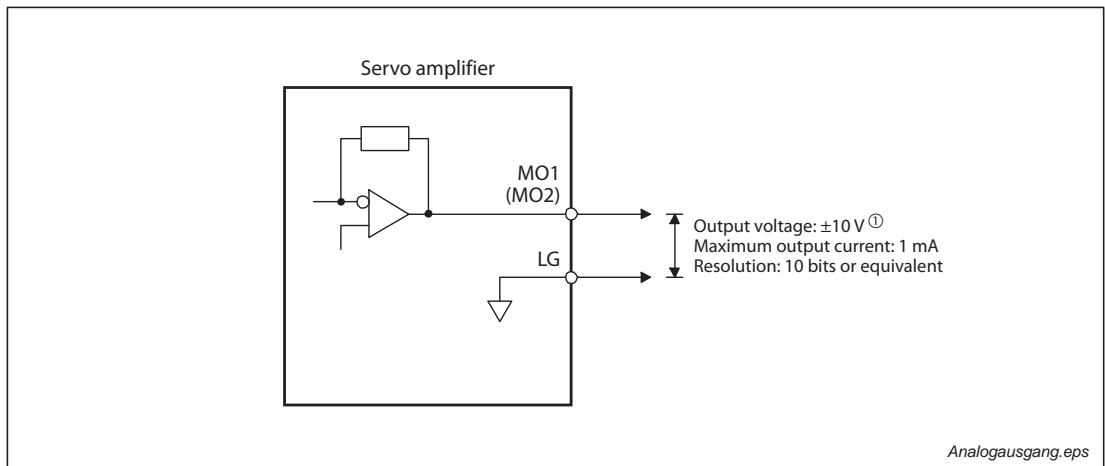 Servo amplifier
MO1
(MO2)
Output voltage: ±10 V ①
Maximum output current: 1 mA
Resolution: 10 bits or equivalent
LG
Analogausgang.eps